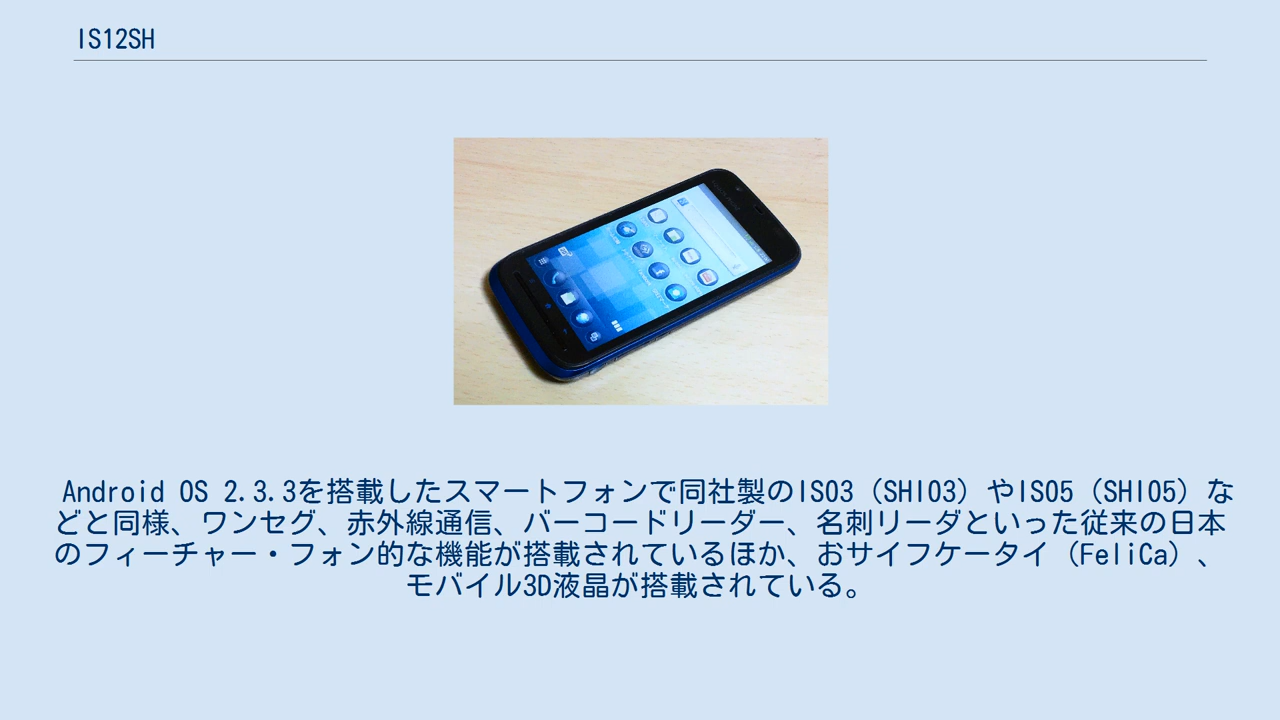 IS12SH
Android OS 2.3.3を搭載したスマートフォンで同社製のIS03（SHI03）やIS05（SHI05）な
どと同様、ワンセグ、赤外線通信、バーコードリーダー、名刺リーダといった従来の日本
のフィーチャー・フォン的な機能が搭載されているほか、おサイフケータイ（FeliCa）、
モバイル3D液晶が搭載されている。